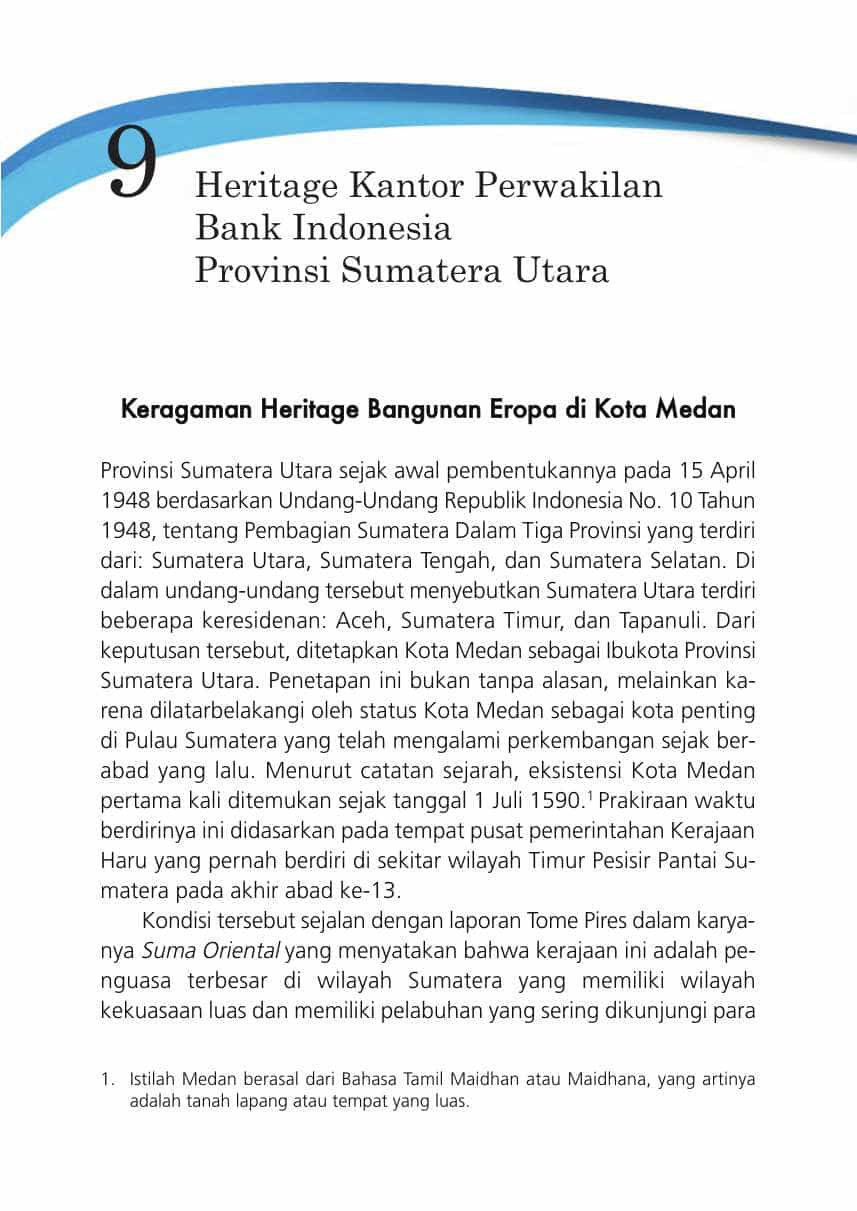 9
Heritage Kantor Perwakilan
Bank Indonesia
Provinsi Sumatera Utara
Keragaman Heritage Bangunan Eropa di Kota Medan
Provinsi Sumatera Utara sejak awal pembentukannya pada 15 April
1948 berdasarkan Undang-Undang Republik Indonesia No. 10 Tahun
1948, tentang Pembagian Sumatera Dalam Tiga Provinsi yang terdiri
dari: Sumatera Utara, Sumatera Tengah, dan Sumatera Selatan. Di
dalam undang-undang tersebut menyebutkan Sumatera Utara terdiri
beberapa keresidenan: Aceh, Sumatera Timur, dan Tapanuli. Dari
keputusan tersebut, ditetapkan Kota Medan sebagai Ibukota Provinsi
Sumatera Utara. Penetapan ini bukan tanpa alasan, melainkan ka-
rena dilatarbelakangi oleh status Kota Medan sebagai kota penting
di Pulau Sumatera yang telah mengalami perkembangan sejak ber-
abad yang lalu. Menurut catatan sejarah, eksistensi Kota Medan
pertama kali ditemukan sejak tanggal 1 Juli 1590.¹ Prakiraan waktu
berdirinya ini didasarkan pada tempat pusat pemerintahan Kerajaan
Haru yang pernah berdiri di sekitar wilayah Timur Pesisir Pantai Su-
matera pada akhir abad ke-13.
Kondisi tersebut sejalan dengan laporan Tome Pires dalam karya-
nya Suma Oriental yang menyatakan bahwa kerajaan ini adalah pe-
nguasa terbesar di wilayah Sumatera yang memiliki wilayah
kekuasaan luas dan memiliki pelabuhan yang sering dikunjungi para
1. Istilah Medan berasal dari Bahasa Tamil Maidhan atau Maidhana, yang artinya
adalah tanah lapang atau tempat yang luas.